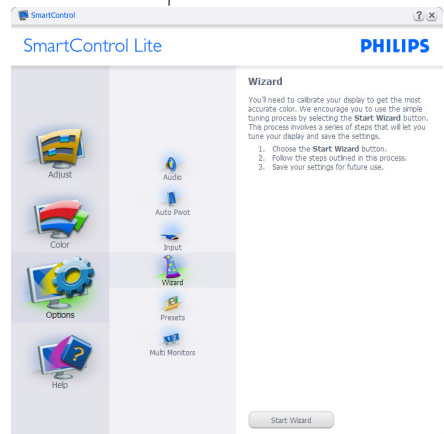 SmartControl
SmartControl Lite
PHILIPS
Adjust
Color
Options
Help
Audio
Auto Pivot
Input
Wizard
Presets
Multi Monitors
Wizard
You'll need to calibrate your display to get the most
accurate color. We encourage you to use the simple
tuning process by selecting the Start Wizard button.
This process involves a series of steps that will let you
tune your display and save the settings.
1. Choose the Start Wizard button.
2. Follow the steps outlined in this process.
3. Save your settings for future use.
Start Wizard